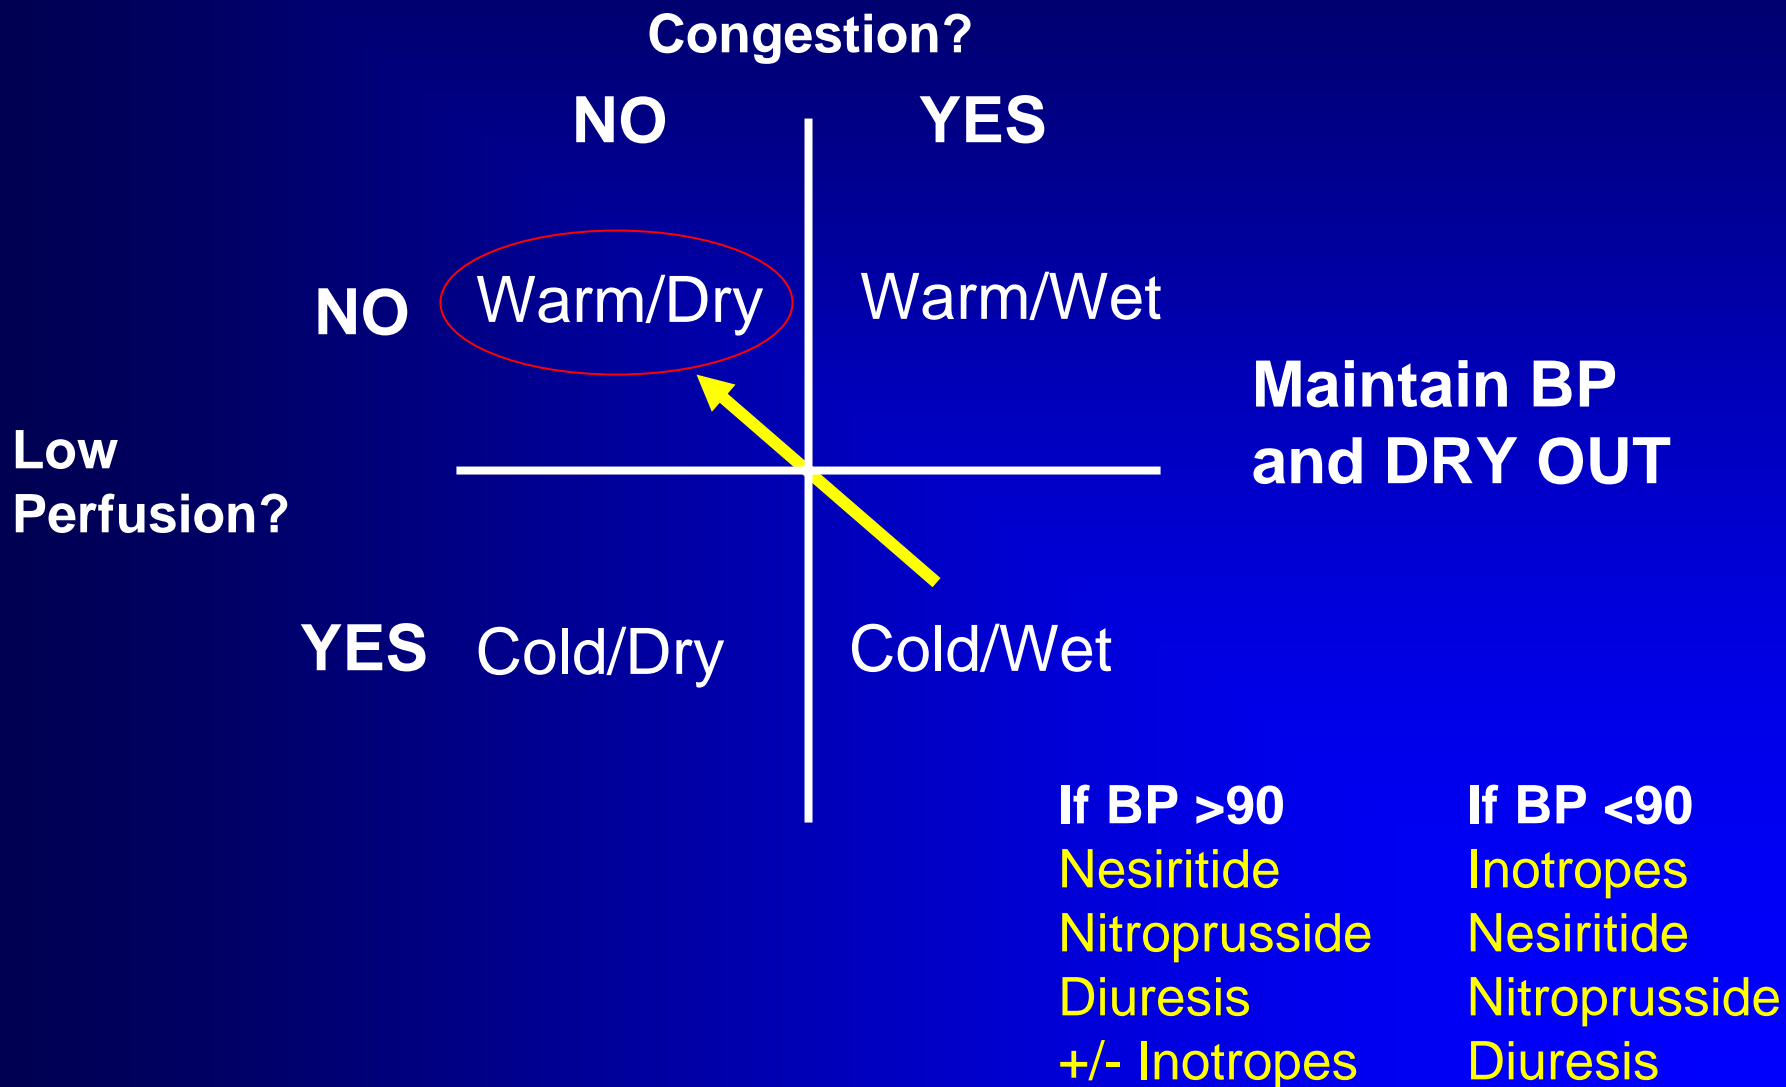 Congestion?
NO YES
NO Warm/Dry Warm/Wet
Maintain BP
and DRY OUT
Low
Perfusion?
YES Cold/Dry Cold/Wet
If BP >90 If BP <90
Nesiritide Inotropes
Nitroprusside Nesiritide
Diuresis Nitroprusside
+/- Inotropes Diuresis